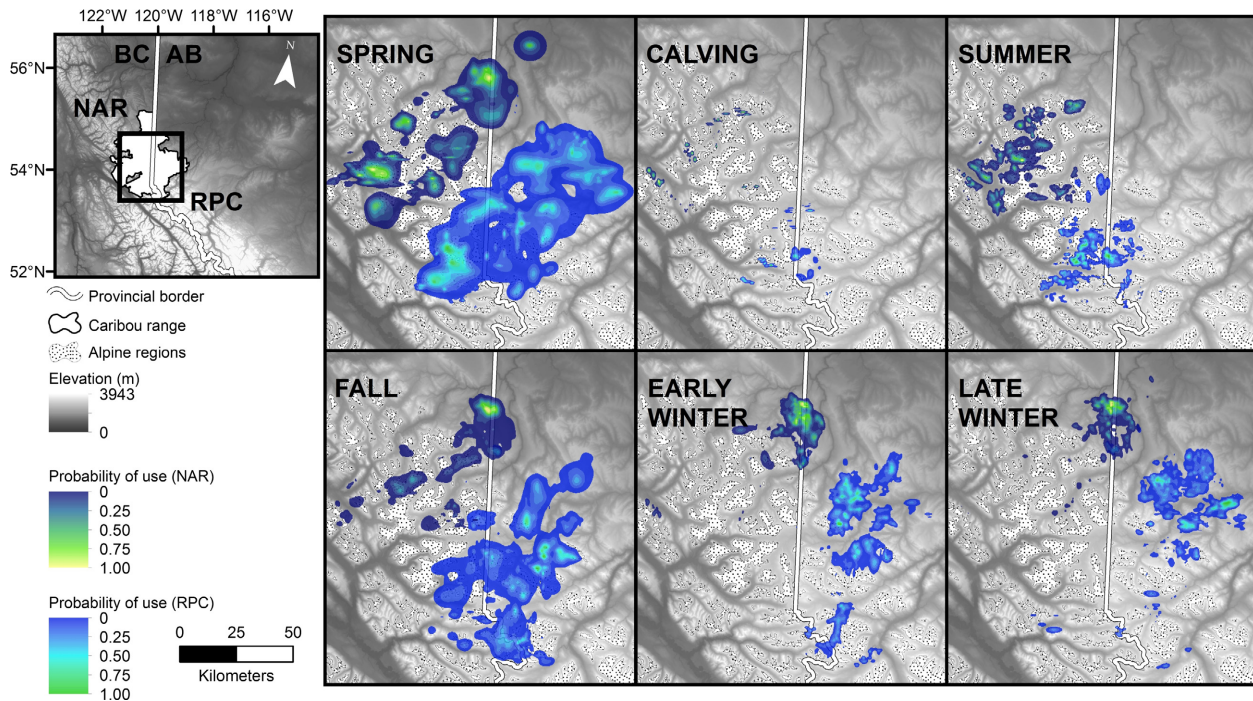 122°W 120°W 118°W 116°W
56°N
54°N
52°N
BC AB
N
NAR
RPC
Provincial border
Caribou range
Alpine regions
Elevation (m)
3943
0
Probability of use (NAR)
0
0.25
0.50
0.75
1.00
Probability of use (RPC)
0
0.25
0.50
0.75
1.00
0 25 50
Kilometers
SPRING
CALVING
SUMMER
FALL
EARLY
WINTER
LATE
WINTER